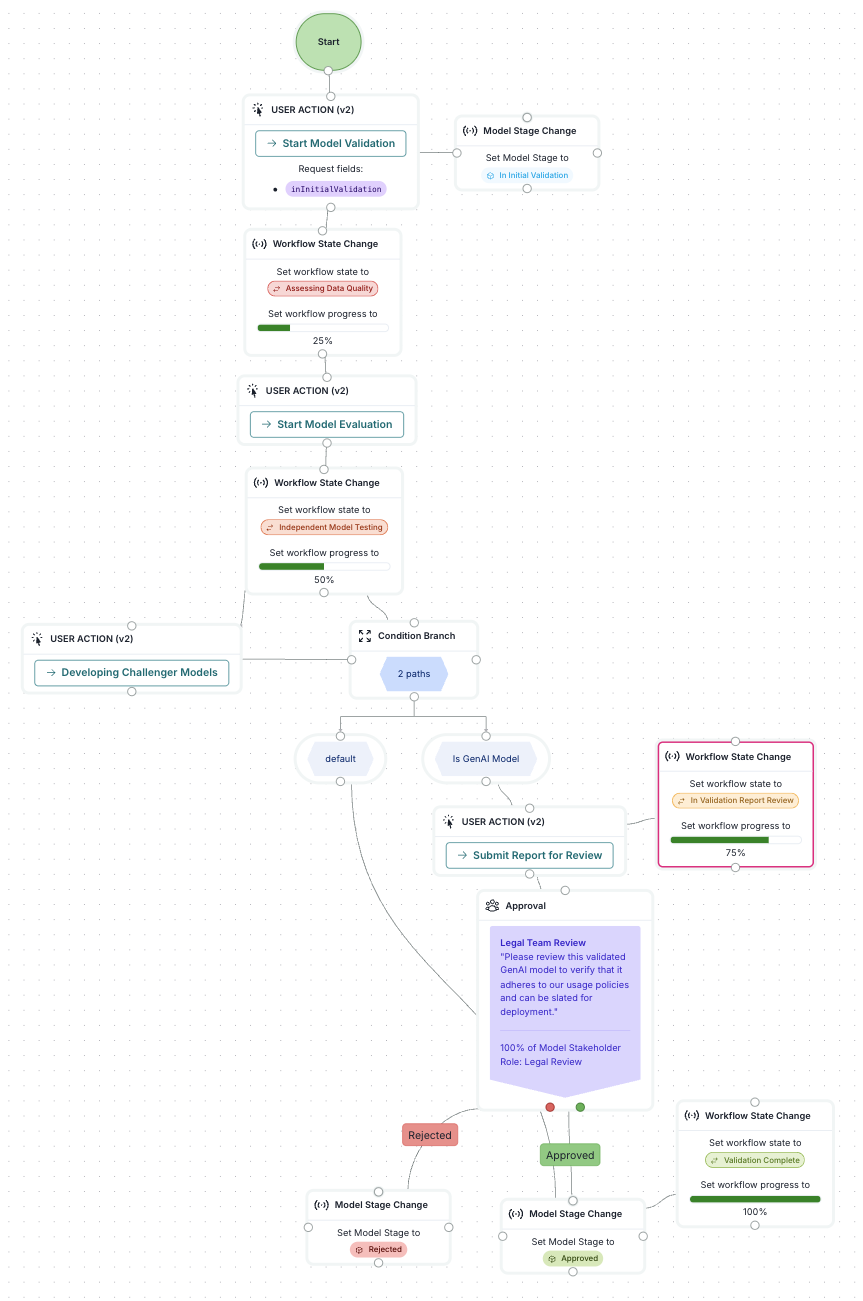 Start
USER ACTION (v2)
Start Model Validation
Request fields:
inInitialValidation
Model Stage Change
Set Model Stage to
In Initial Validation
Workflow State Change
Set workflow state to
Assessing Data Quality
Set workflow progress to
25%
USER ACTION (v2)
Start Model Evaluation
Workflow State Change
Set workflow state to
Independent Model Testing
Set workflow progress to
50%
USER ACTION (v2)
Developing Challenger Models
Condition Branch
2 paths
default
Is GenAI Model
USER ACTION (v2)
Submit Report for Review
Workflow State Change
Set workflow state to
In Validation Report Review
Set workflow progress to
75%
Approval
Legal Team Review
"Please review this validated
GenAI model to verify that it
adheres to our usage policies
and can be slated for
deployment."
100% of Model Stakeholder
Role: Legal Review
Rejected
Approved
Workflow State Change
Set workflow state to
Validation Complete
Set workflow progress to
100%
Model Stage Change
Set Model Stage to
Rejected
Model Stage Change
Set Model Stage to
Approved